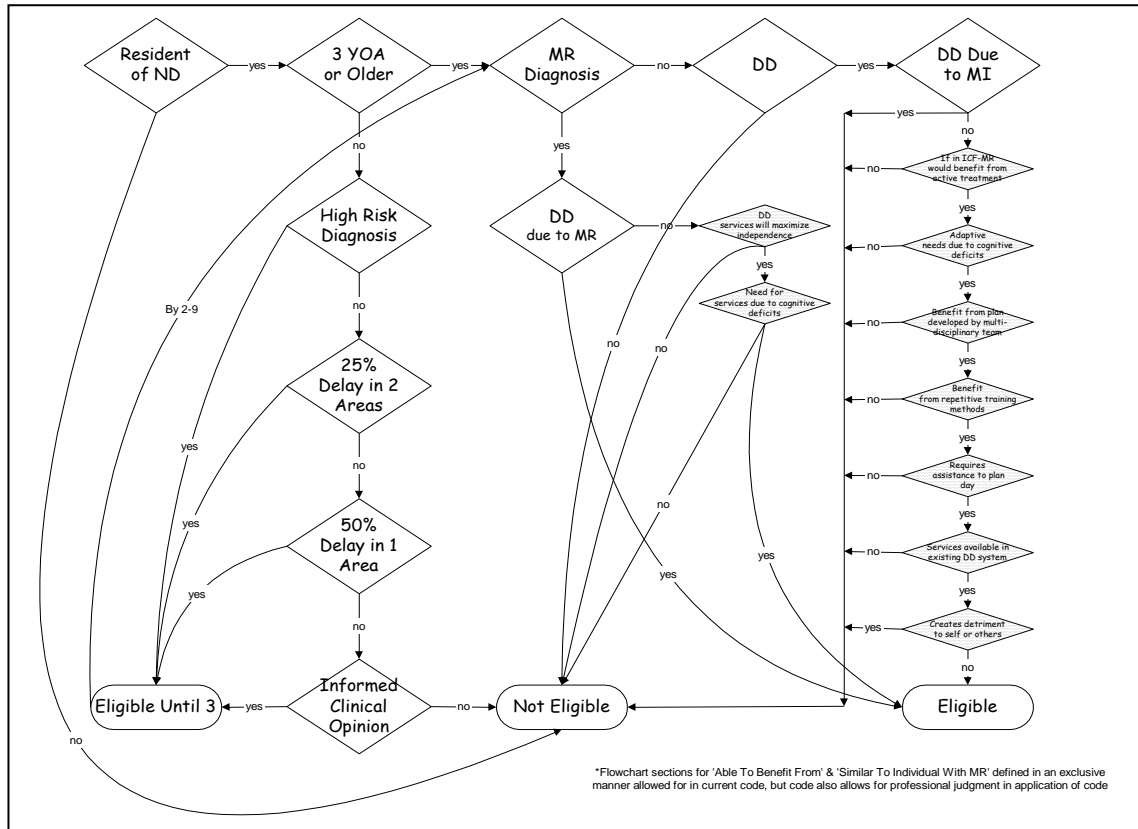 Resident
of ND
yes
3 YOA
or Older
yes
MR
Diagnosis
no
DD
yes
DD Due
to MI
yes
no
no
yes
If in ICF-MR
would benefit from
active treatment
no
yes
High Risk
Diagnosis
DD
due to MR
no
DD
services will maximize
independence
Adaptive
needs due to cognitive
deficits
no
yes
yes
Need for
services due to cognitive
deficits
By 2-9
no
Benefit from plan
developed by multi-
disciplinary team
no
yes
no
no
25%
Delay in 2
Areas
Benefit
from repetitive training
methods
no
yes
yes
no
Requires
assistance to plan
day
no
yes
yes
no
50%
Delay in 1
Area
Services available in
existing DD system
no
yes
yes
yes
yes
no
Creates detriment
to self or others
yes
no
Eligible Until 3
yes
Informed
Clinical
Opinion
no
Not Eligible
Eligible
no
*Flowchart sections for 'Able To Benefit From' & 'Similar To Individual With MR' defined in an exclusive
manner allowed for in current code, but code also allows for professional judgment in application of code